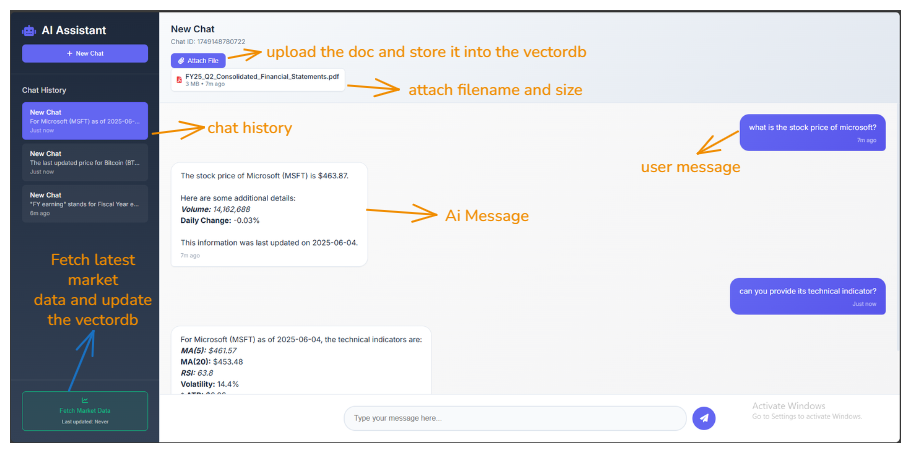 AI Assistant
+ New Chat
Chat History
New Chat
For Microsoft (MSFT) as of 2025-06-...
Just now
New Chat
The last updated price for Bitcoin (BT...
Just now
New Chat
"FY earning" stands for Fiscal Year e...
6m ago
Fetch latest
market
data and update
the vectordb
Fetch Market Data
Last updated: Never
New Chat
Chat ID: 1749148780722
Attach File
upload the doc and store it into the vectordb
FY25_Q2_Consolidated_Financial_Statements.pdf
3 MB • 7m ago
attach filename and size
chat history
what is the stock price of microsoft?
7m ago
user message
The stock price of Microsoft (MSFT) is $463.87.
Here are some additional details:
Volume: 14,162,688
Daily Change: -0.03%
This information was last updated on 2025-06-04.
7m ago
Ai Message
can you provide its technical indicator?
Just now
For Microsoft (MSFT) as of 2025-06-04, the technical indicators are:
MA(5): $461.57
MA(20): $453.48
RSI: 63.8
Volatility: 14.4%
Type your message here...
Activate Windows
Go to Settings to activate Windows.